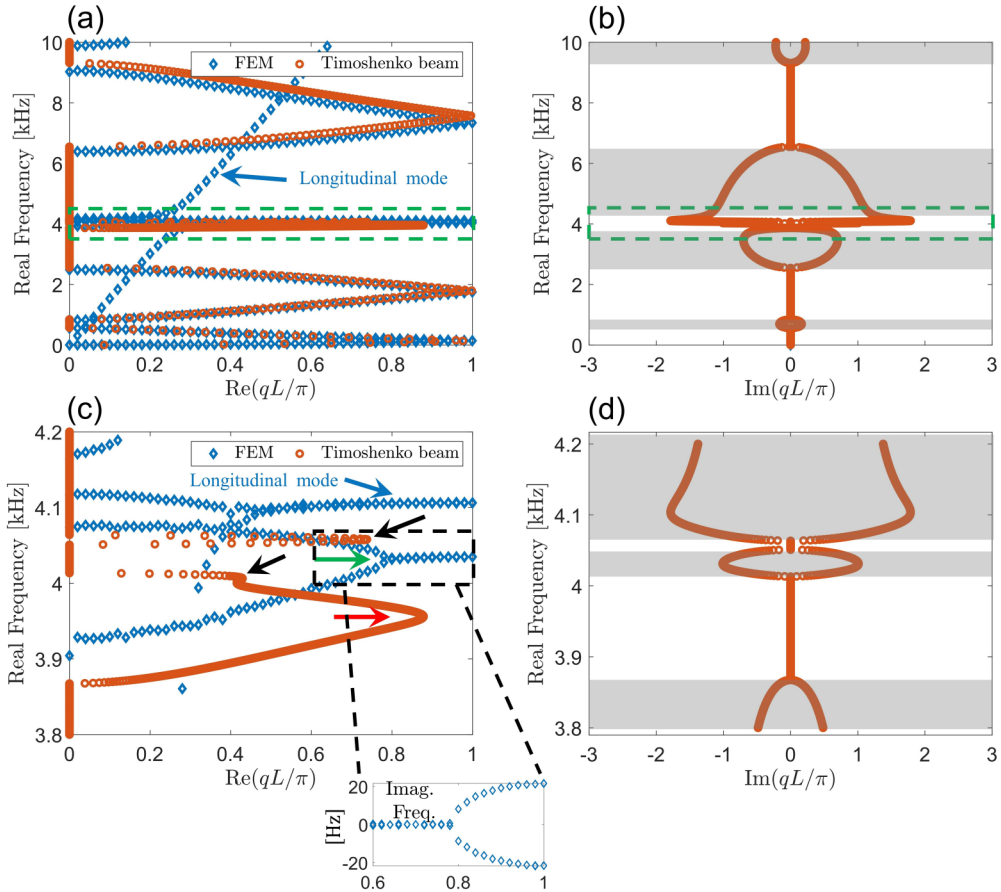 (a)
(b)
10
8
6
4
2
0
Real Frequency [kHz]
FEM
Timoshenko beam
Longitudinal mode
0
0.2
0.4
0.6
0.8
1
Re(qL/π)
10
8
6
4
2
0
Real Frequency [kHz]
-3
-2
-1
0
1
2
3
Im(qL/π)
(c)
(d)
4.2
4.1
4
3.9
3.8
Real Frequency [kHz]
FEM
Timoshenko beam
Longitudinal mode
0
0.2
0.4
0.6
0.8
1
Re(qL/π)
4.2
4.1
4
3.9
3.8
Real Frequency [kHz]
-3
-2
-1
0
1
2
3
Im(qL/π)
20
0
-20
[Hz]
Imag.
Freq.
0.6
0.8
1